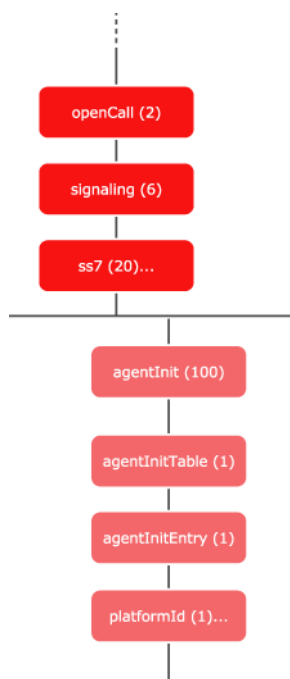 openCall (2)
signaling (6)
ss7 (20)...
agentInit (100)
agentInitTable (1)
agentInitEntry (1)
platformId (1)...